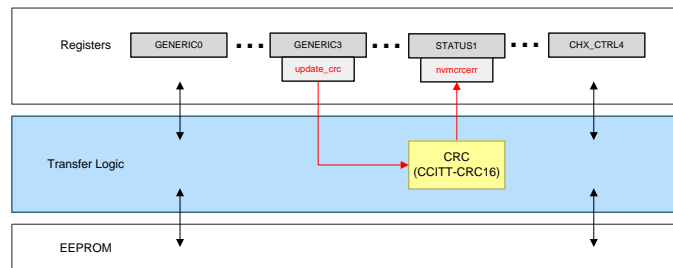 Registers
GENERIC0
GENERIC3
STATUS1
CHX_CTRL4
update_crc
nvmcrcerr
Transfer Logic
CRC
(CCITT-CRC16)
EEPROM